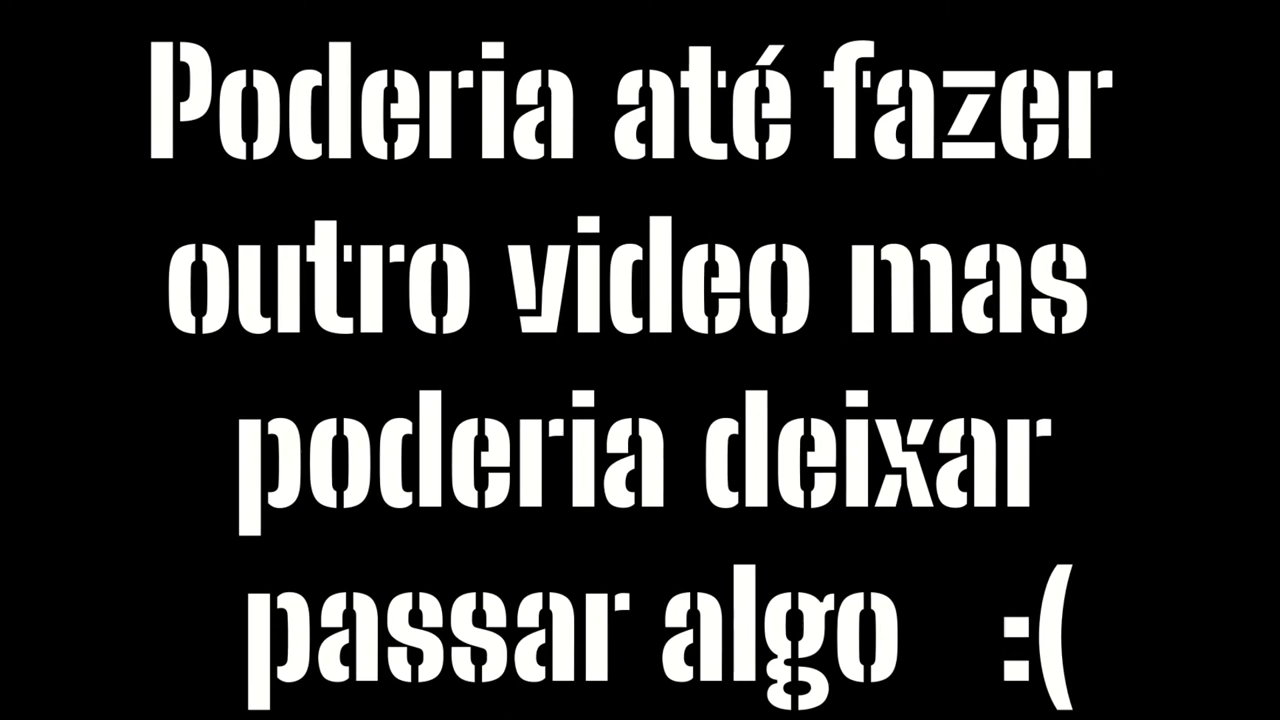 Poderia até fazer
outro video mas
poderia deixar
passar algo :(